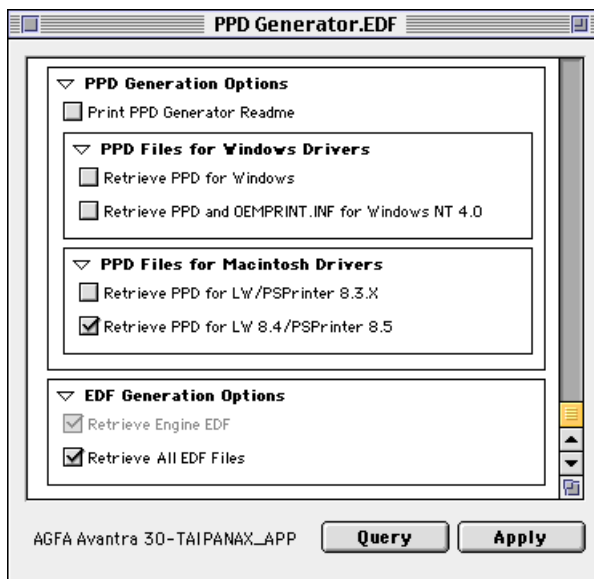 PPD Generator.EDF
PPD Generation Options
Print PPD Generator Readme
PPD Files for Windows Drivers
Retrieve PPD for Windows
Retrieve PPD and OEMPRINT.INF for Windows NT 4.0
PPD Files for Macintosh Drivers
Retrieve PPD for LW/PSPrinter 8.3.X
Retrieve PPD for LW 8.4/PSPrinter 8.5
EDF Generation Options
Retrieve Engine EDF
Retrieve All EDF Files
AGFA Avantra 30-TAIPANAX_APP Query Apply